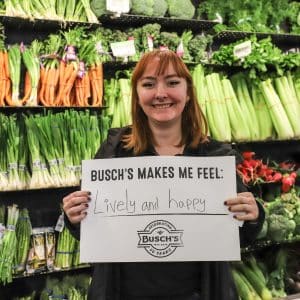 BUSCH'S MAKES ME FEEL:
Lively and happy
BUSCH'S